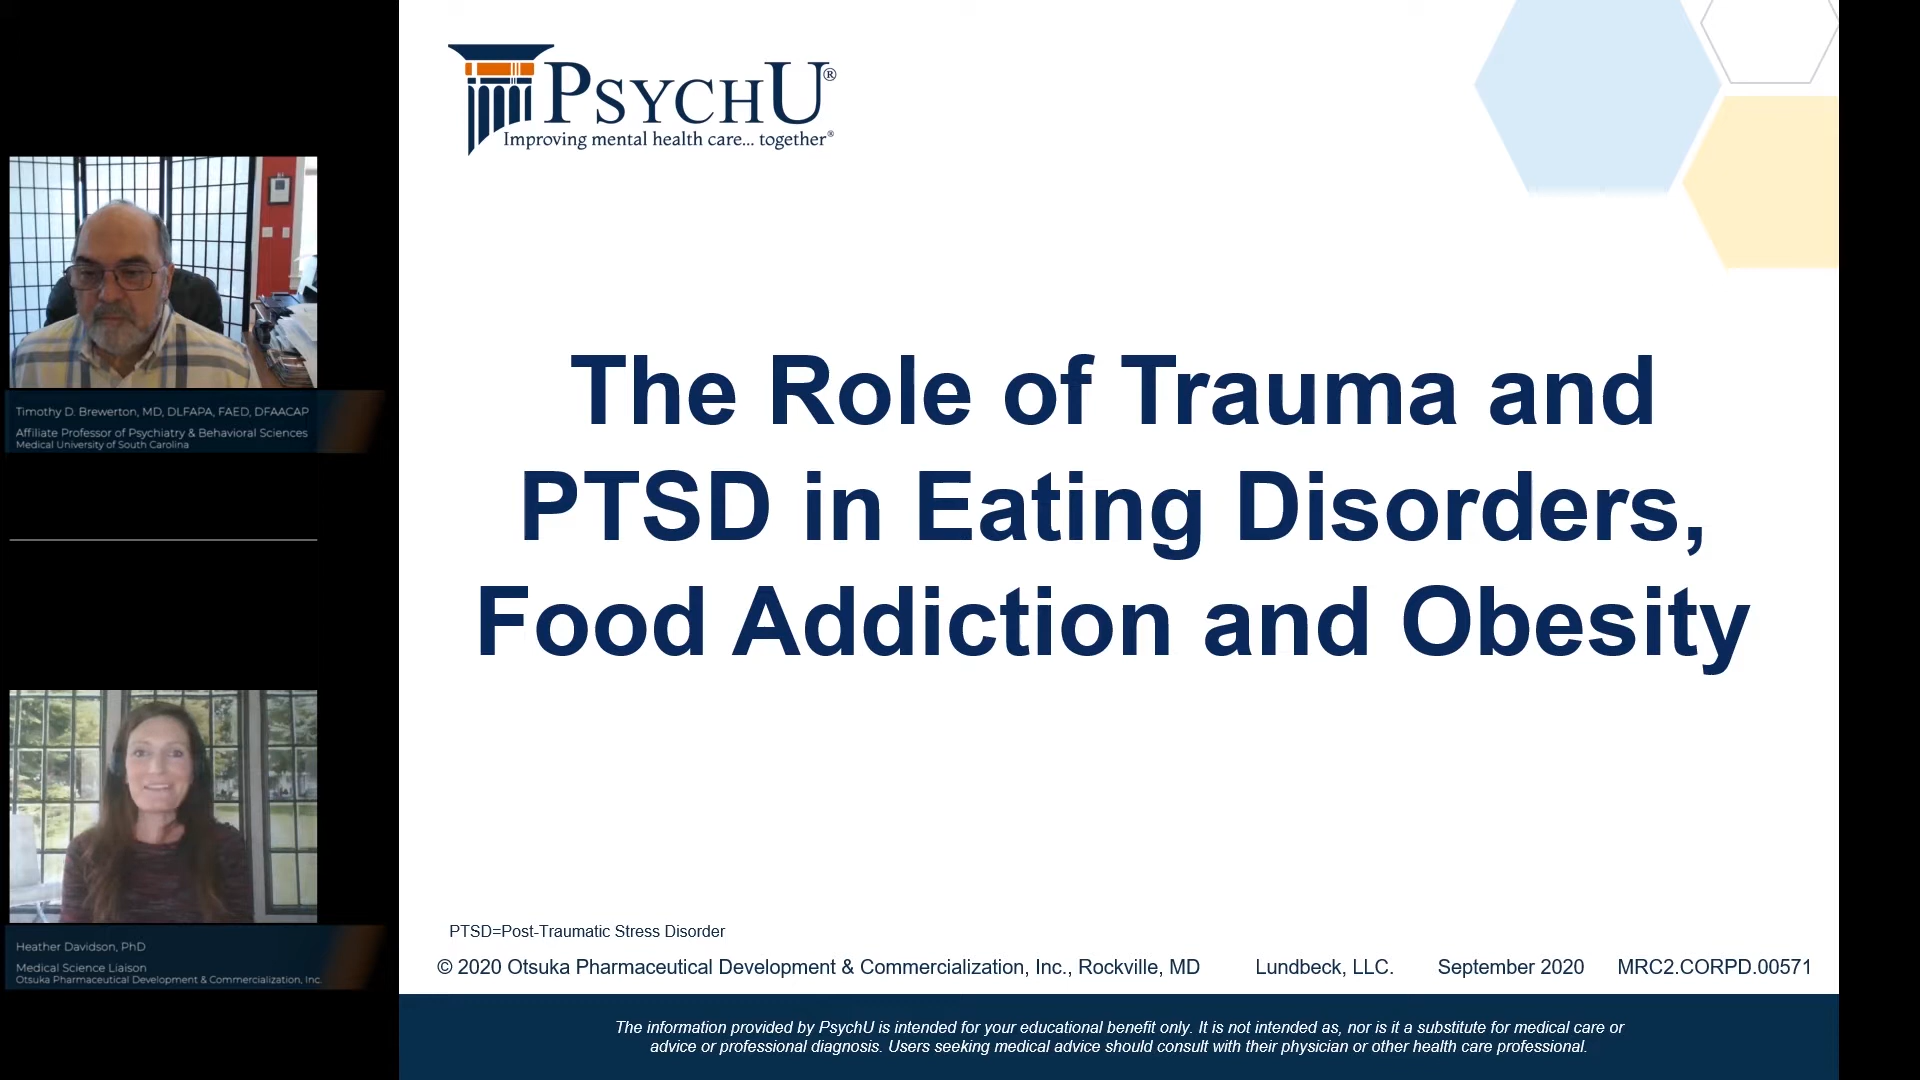 PSYCHU®
Improving mental health care... together®
Timothy D. Brewerton, MD, DLFAPA, FAED, DFAACAP
Affiliate Professor of Psychiatry & Behavioral Sciences
Medical University of South Carolina
The Role of Trauma and
PTSD in Eating Disorders,
Food Addiction and Obesity
Heather Davidson, PhD
Medical Science Liaison
Otsuka Pharmaceutical Development & Commercialization, Inc.
PTSD=Post-Traumatic Stress Disorder
© 2020 Otsuka Pharmaceutical Development & Commercialization, Inc., Rockville, MD Lundbeck, LLC. September 2020 MRC2.CORPD.00571
The information provided by PsychU is intended for your educational benefit only. It is not intended as, nor is it a substitute for medical care or
advice or professional diagnosis. Users seeking medical advice should consult with their physician or other health care professional.